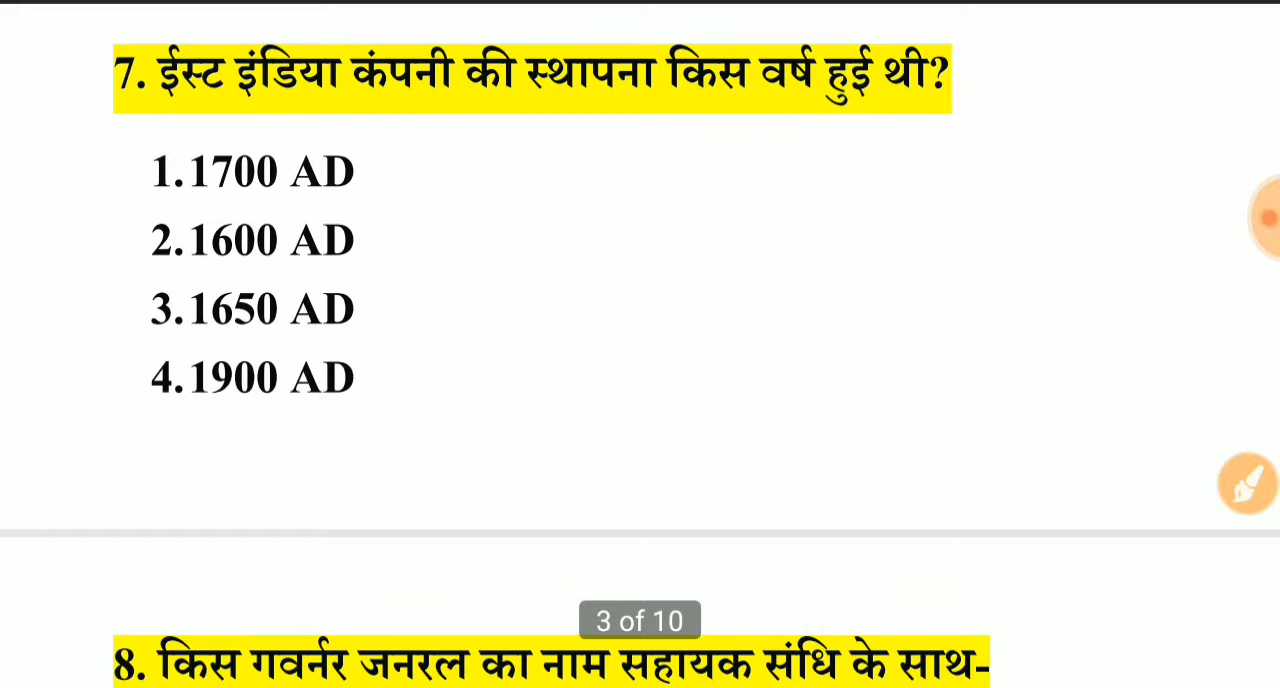 7. ईस्ट इंडिया कंपनी की स्थापना किस वर्ष हुई थी?
1.1700 AD
2.1600 AD
3.1650 AD
4.1900 AD
3 of 10
8. किस गवर्नर जनरल का नाम सहायक संधि के साथ-